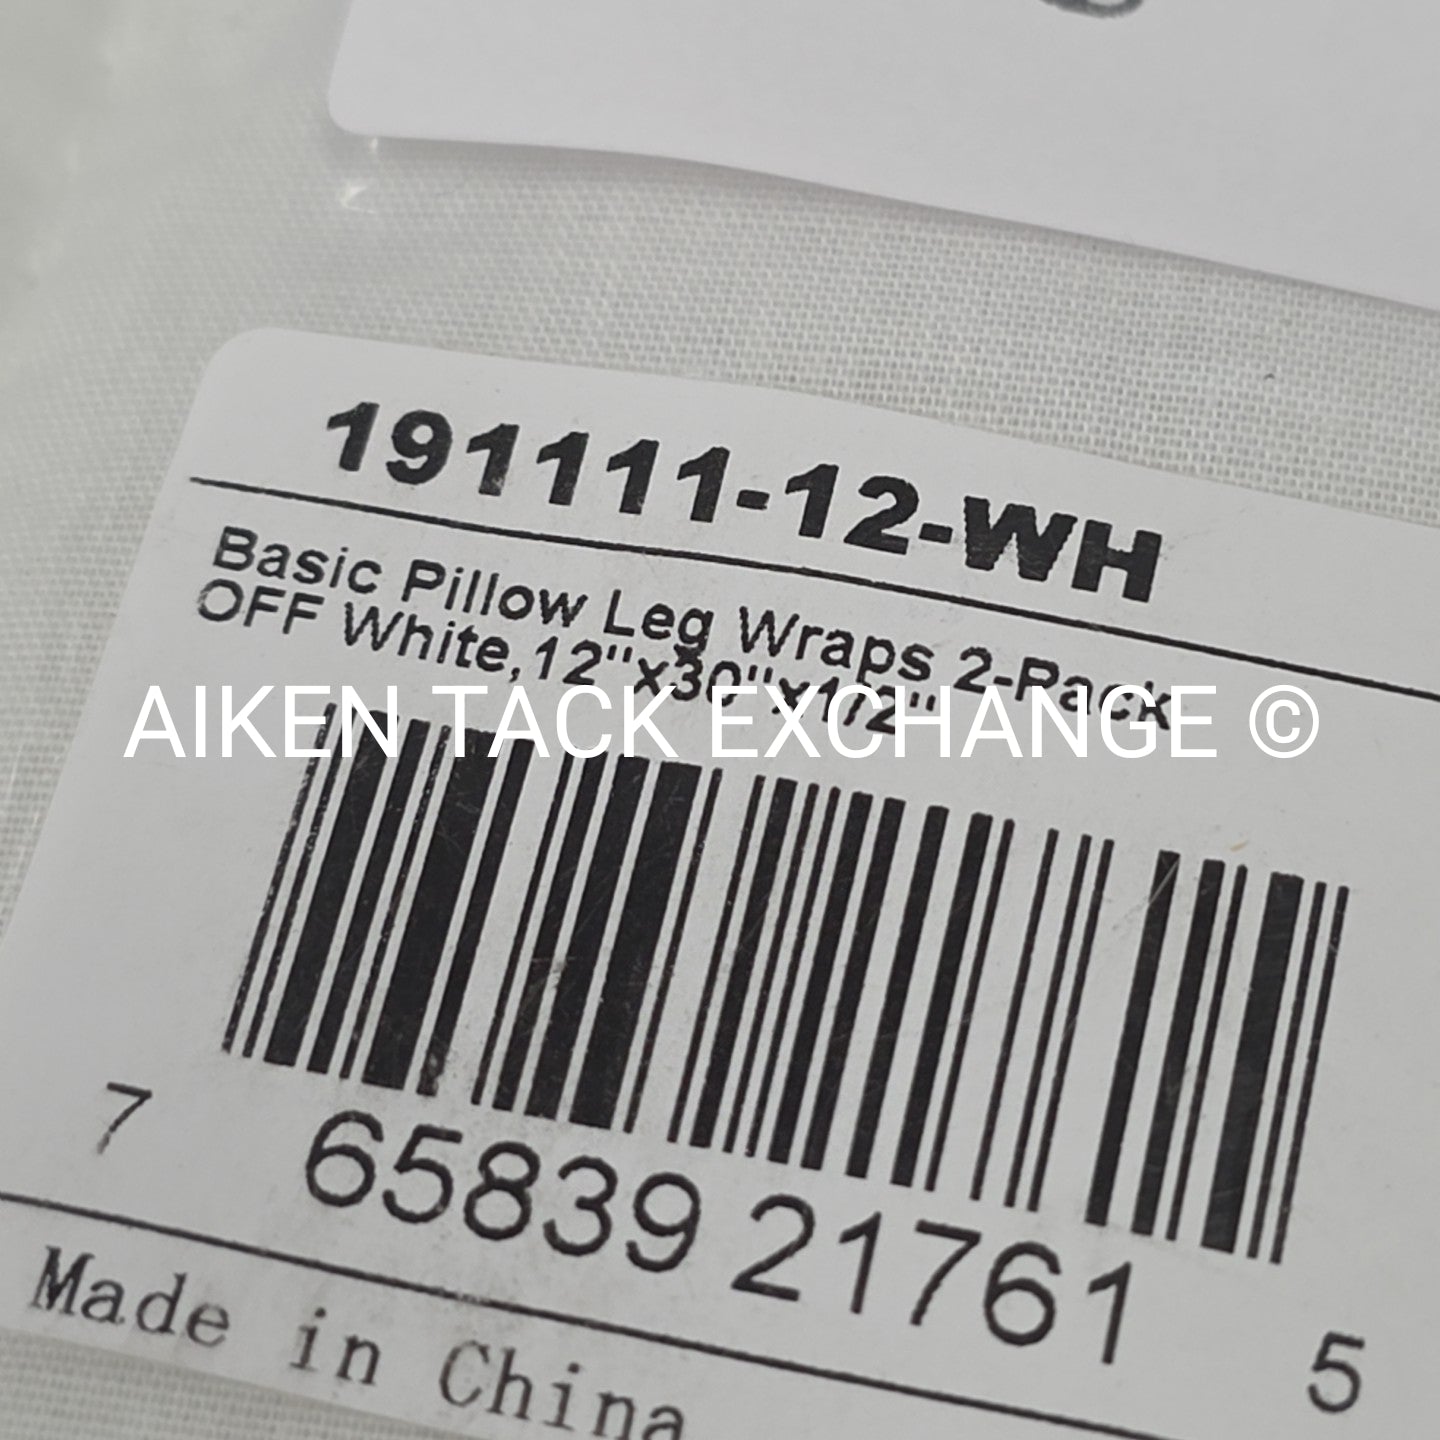 191111-12-WH
Basic Pillow Leg Wraps 2-Pack
OFF White,12"x30"x1/2"
AIKEN TACK EXCHANGE ©
7 65839 21761 5
Made in China